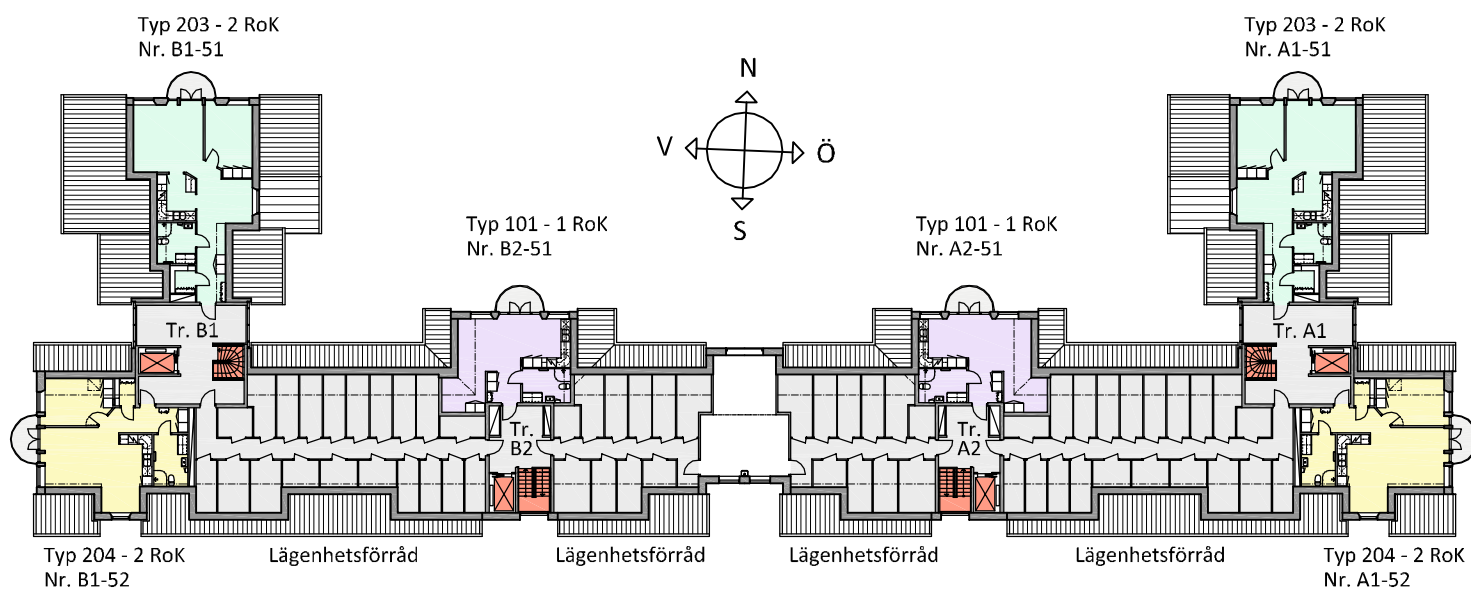 Typ 203 - 2 RoK
Nr. B1-51
Typ 203 - 2 RoK
Nr. A1-51
N
V
Ö
S
Typ 101 - 1 RoK
Nr. B2-51
Typ 101 - 1 RoK
Nr. A2-51
Tr. B1
Tr. A1
Tr.
B2
Tr.
A2
Typ 204 - 2 RoK
Nr. B1-52
Lägenhetsförråd
Lägenhetsförråd
Lägenhetsförråd
Lägenhetsförråd
Typ 204 - 2 RoK
Nr. A1-52